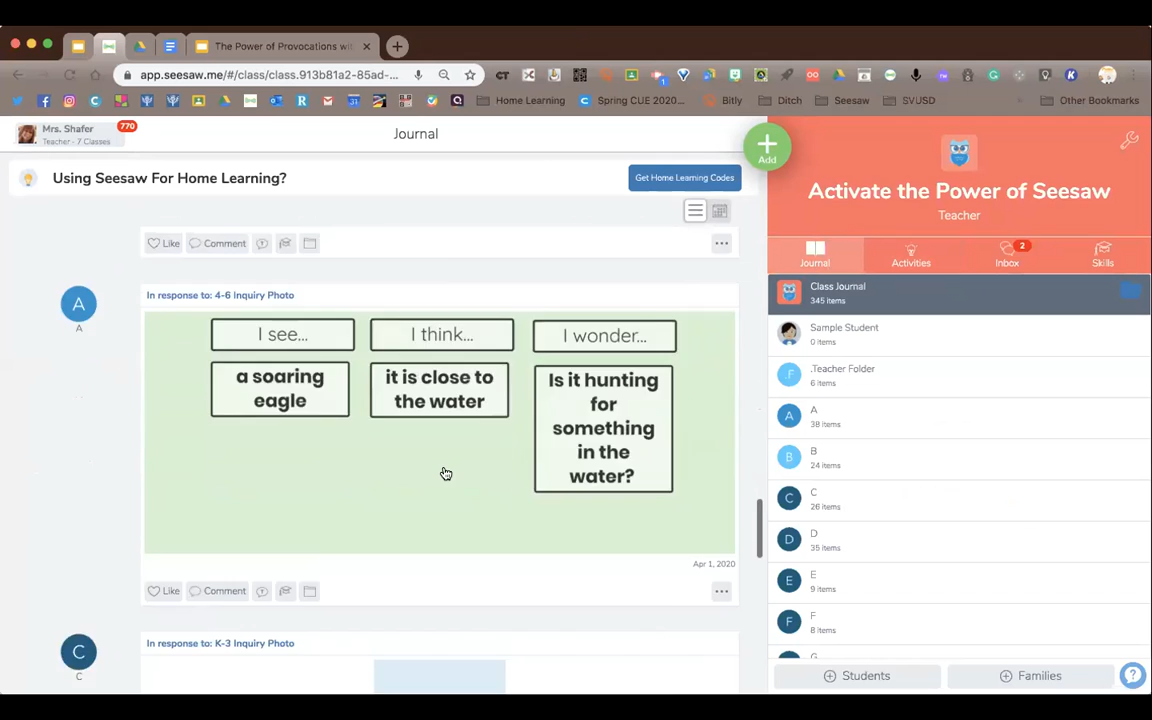 The Power of Provocations wit
app.seesaw.me/#/class/class.913b81a2-85ad-...
Home Learning
Spring CUE 2020...
Bitly
Ditch
Seesaw
SVUSD
Other Bookmarks
Mrs. Shafer
770
Teacher - 7 Classes
Journal
Add
Using Seesaw For Home Learning?
Get Home Learning Codes
Like
Comment
A
A
In response to: 4-6 Inquiry Photo
I see...
I think...
I wonder...
a soaring
eagle
it is close to
the water
Is it hunting
for
something
in the
water?
Apr 1, 2020
Like
Comment
C
C
In response to: K-3 Inquiry Photo
Activate the Power of Seesaw
Teacher
Journal
Activities
Inbox
2
Skills
Class Journal
345 items
Sample Student
0 items
.F
.Teacher Folder
6 items
A
A
38 items
B
B
24 items
C
C
26 items
D
D
35 items
E
E
9 items
F
F
8 items
Students
Families
?